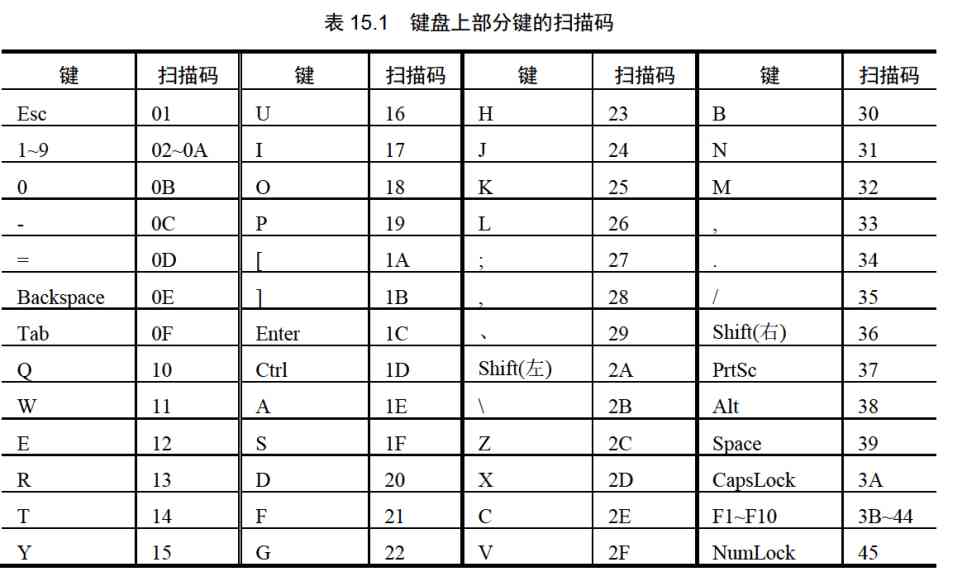 表 15.1 键盘上部分键的扫描码
键 扫描码 键 扫描码 键 扫描码 键 扫描码
Esc 01 U 16 H 23 B 30
1~9 02~0A I 17 J 24 N 31
0 0B O 18 K 25 M 32
- 0C P 19 L 26 , 33
= 0D [ 1A ; 27 . 34
Backspace 0E ] 1B , 28 / 35
Tab 0F Enter 1C 、 29 Shift(右) 36
Q 10 Ctrl 1D Shift(左) 2A PrtSc 37
W 11 A 1E \ 2B Alt 38
E 12 S 1F Z 2C Space 39
R 13 D 20 X 2D CapsLock 3A
T 14 F 21 C 2E F1~F10 3B~44
Y 15 G 22 V 2F NumLock 45